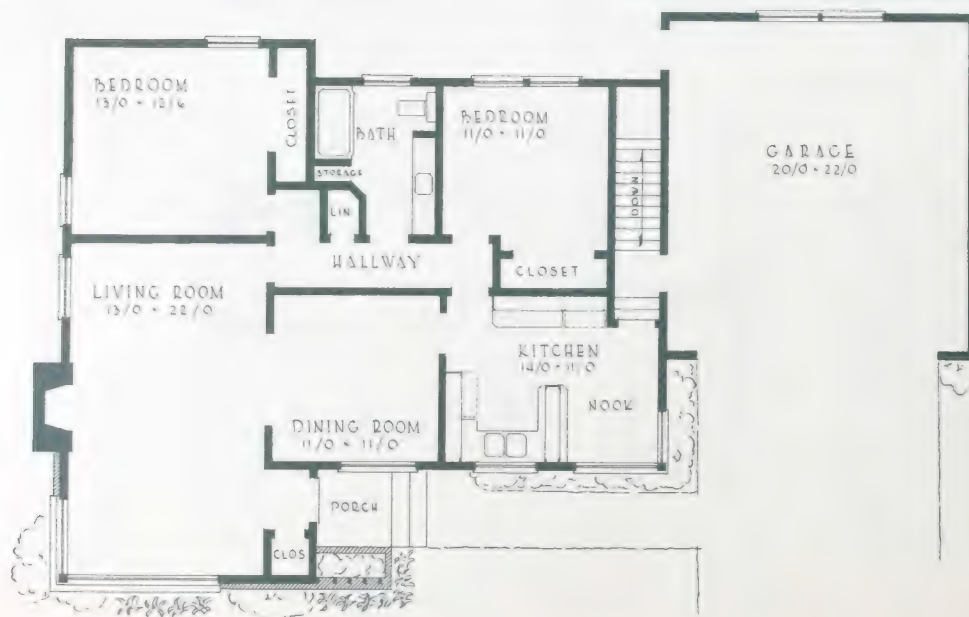 BEDROOM
13/0 - 12/6
CLOSET
BATH
STORAGE
LIN
BEDROOM
11/0 - 11/0
DOWN
GARAGE
20/0 - 22/0
HALLWAY
CLOSET
LIVING ROOM
13/0 - 22/0
KITCHEN
14/0 - 11/0
NOOK
DINING ROOM
11/0 - 11/0
PORCH
CLOS